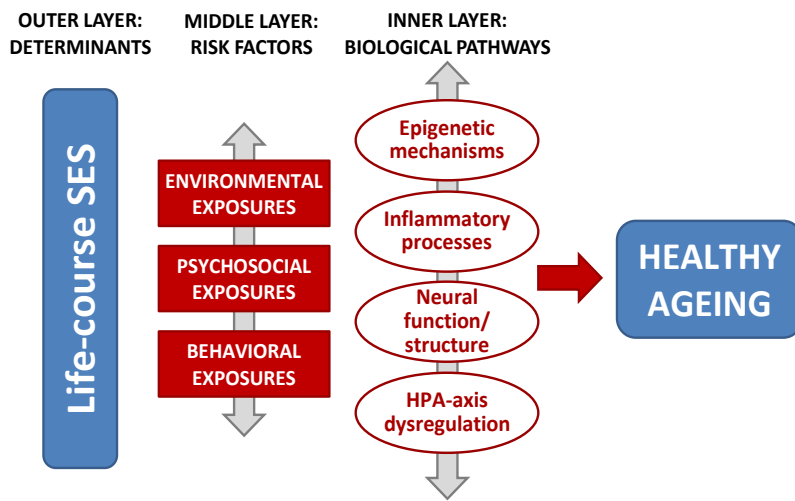 OUTER LAYER:
DETERMINANTS
MIDDLE LAYER:
RISK FACTORS
INNER LAYER:
BIOLOGICAL PATHWAYS
Life-course SES
ENVIRONMENTAL
EXPOSURES
PSYCHOSOCIAL
EXPOSURES
BEHAVIORAL
EXPOSURES
Epigenetic
mechanisms
Inflammatory
processes
Neural
function/
structure
HPA-axis
dysregulation
HEALTHY
AGEING